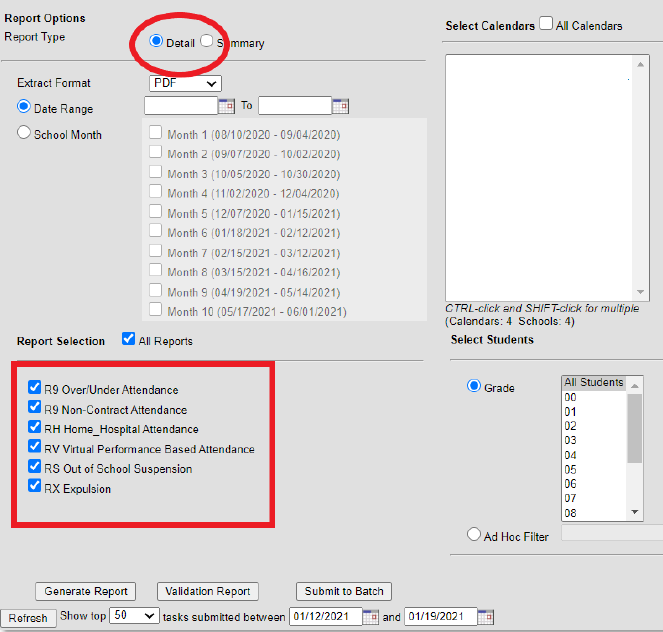 Report Options
Report Type
Detail Summary
Extract Format PDF
Date Range To
School Month
Month 1 (08/10/2020 - 09/04/2020)
Month 2 (09/07/2020 - 10/02/2020)
Month 3 (10/05/2020 - 10/30/2020)
Month 4 (11/02/2020 - 12/04/2020)
Month 5 (12/07/2020 - 01/15/2021)
Month 6 (01/18/2021 - 02/12/2021)
Month 7 (02/15/2021 - 03/12/2021)
Month 8 (03/15/2021 - 04/16/2021)
Month 9 (04/19/2021 - 05/14/2021)
Month 10 (05/17/2021 - 06/01/2021)
Report Selection All Reports
R9 Over/Under Attendance
R9 Non-Contract Attendance
RH Home_Hospital Attendance
RV Virtual Performance Based Attendance
RS Out of School Suspension
RX Expulsion
Select Calendars All Calendars
CTRL-click and SHIFT-click for multiple
(Calendars: 4 Schools: 4)
Select Students
Grade
All Students
00
01
02
03
04
05
06
07
08
Ad Hoc Filter
Generate Report Validation Report Submit to Batch
Refresh Show top 50 tasks submitted between 01/12/2021 and 01/19/2021